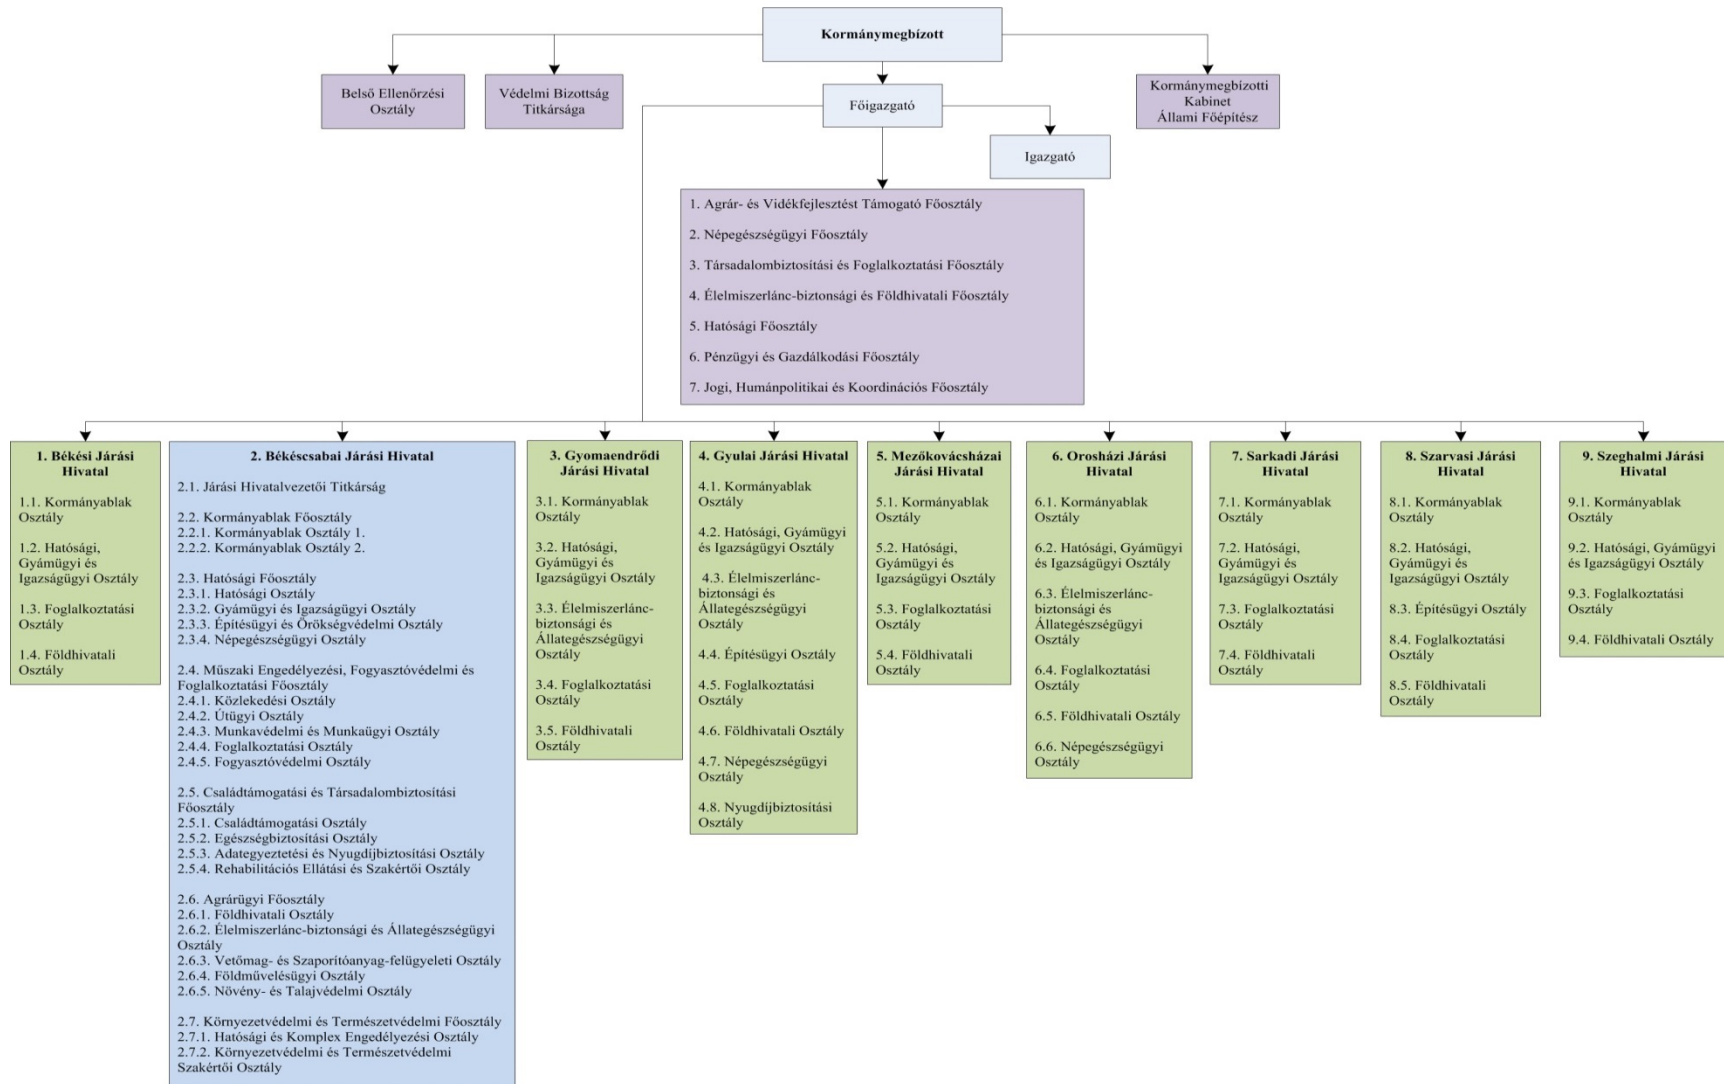 Kormánymegbízott
Belső Ellenőrzési
Osztály
Védelmi Bizottság
Titkársága
Kormánymegbízotti
Kabinet
Állami Főépítész
Főigazgató
Igazgató
1. Agrár- és Vidékfejlesztést Támogató Főosztály
2. Népegészségügyi Főosztály
3. Társadalombiztosítási és Foglalkoztatási Főosztály
4. Élelmiszerlánc-biztonsági és Földhivatali Főosztály
5. Hatósági Főosztály
6. Pénzügyi és Gazdálkodási Főosztály
7. Jogi, Humánpolitikai és Koordinációs Főosztály
1. Békési Járási
Hivatal
1.1. Kormányablak
Osztály
1.2. Hatósági,
Gyámügyi és
Igazságügyi Osztály
1.3. Foglalkoztatási
Osztály
1.4. Földhivatali
Osztály
2. Békéscsabai Járási Hivatal
2.1. Járási Hivatalvezetői Titkárság
2.2. Kormányablak Főosztály
2.2.1. Kormányablak Osztály 1.
2.2.2. Kormányablak Osztály 2.
2.3. Hatósági Főosztály
2.3.1. Hatósági Osztály
2.3.2. Gyámügyi és Igazságügyi Osztály
2.3.3. Építésügyi és Örökségvédelmi Osztály
2.3.4. Népegészségügyi Osztály
2.4. Műszaki Engedélyezési, Fogyasztóvédelmi és
Foglalkoztatási Főosztály
2.4.1. Közlekedési Osztály
2.4.2. Útügyi Osztály
2.4.3. Munkavédelmi és Munkaügyi Osztály
2.4.4. Foglalkoztatási Osztály
2.4.5. Fogyasztóvédelmi Osztály
2.5. Családtámogatási és Társadalombiztosítási
Főosztály
2.5.1. Családtámogatási Osztály
2.5.2. Egészségbiztosítási Osztály
2.5.3. Adategyeztetési és Nyugdíjbiztosítási Osztály
2.5.4. Rehabilitációs Ellátási és Szakértői Osztály
2.6. Agrárügyi Főosztály
2.6.1. Földhivatali Osztály
2.6.2. Élelmiszerlánc-biztonsági és Állategészségügyi
Osztály
2.6.3. Vetőmag- és Szaporítóanyag-felügyeleti Osztály
2.6.4. Földművelésügyi Osztály
2.6.5. Növény- és Talajvédelmi Osztály
2.7. Környezetvédelmi és Természetvédelmi Főosztály
2.7.1. Hatósági és Komplex Engedélyezési Osztály
2.7.2. Környezetvédelmi és Természetvédelmi
Szakértői Osztály
3. Gyomaendrődi
Járási Hivatal
3.1. Kormányablak
Osztály
3.2. Hatósági,
Gyámügyi és
Igazságügyi Osztály
3.3. Élelmiszerlánc-
biztonsági és
Állategészségügyi
Osztály
3.4. Foglalkoztatási
Osztály
3.5. Földhivatali
Osztály
4. Gyulai Járási Hivatal
4.1. Kormányablak
Osztály
4.2. Hatósági, Gyámügyi
és Igazságügyi Osztály
4.3. Élelmiszerlánc-
biztonsági és
Állategészségügyi
Osztály
4.4. Építésügyi Osztály
4.5. Foglalkoztatási
Osztály
4.6. Földhivatali Osztály
4.7. Népegészségügyi
Osztály
4.8. Nyugdíjbiztosítási
Osztály
5. Mezőkovácsházai
Járási Hivatal
5.1. Kormányablak
Osztály
5.2. Hatósági,
Gyámügyi és
Igazságügyi Osztály
5.3. Foglalkoztatási
Osztály
5.4. Földhivatali
Osztály
6. Orosházi Járási
Hivatal
6.1. Kormányablak
Osztály
6.2. Hatósági, Gyámügyi
és Igazságügyi Osztály
6.3. Élelmiszerlánc-
biztonsági és
Állategészségügyi
Osztály
6.4. Foglalkoztatási
Osztály
6.5. Földhivatali Osztály
6.6. Népegészségügyi
Osztály
7. Sarkadi Járási
Hivatal
7.1. Kormányablak
Osztály
7.2. Hatósági,
Gyámügyi és
Igazságügyi Osztály
7.3. Foglalkoztatási
Osztály
7.4. Földhivatali
Osztály
8. Szarvasi Járási
Hivatal
8.1. Kormányablak
Osztály
8.2. Hatósági,
Gyámügyi és
Igazságügyi Osztály
8.3. Építésügyi Osztály
8.4. Foglalkoztatási
Osztály
8.5. Földhivatali
Osztály
9. Szeghalmi Járási
Hivatal
9.1. Kormányablak
Osztály
9.2. Hatósági, Gyámügyi
és Igazságügyi Osztály
9.3. Foglalkoztatási
Osztály
9.4. Földhivatali Osztály